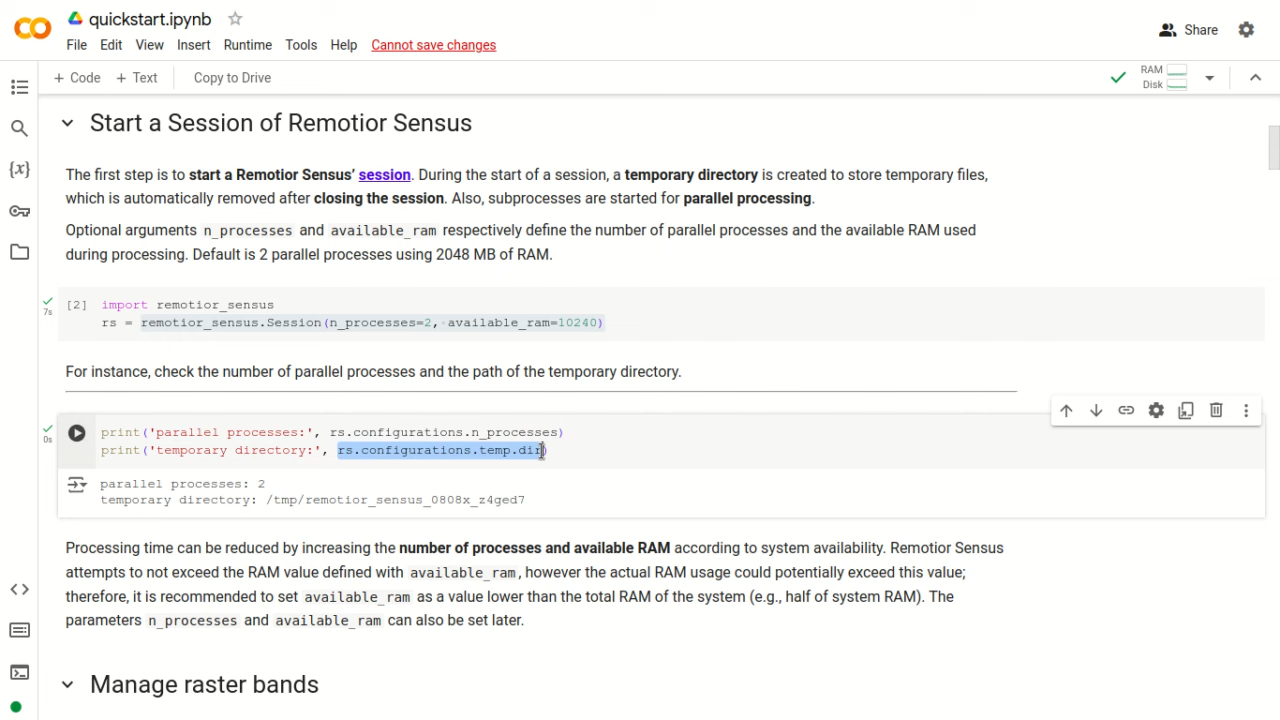 quickstart.ipynb
File Edit View Insert Runtime Tools Help Cannot save changes
Share
+ Code + Text Copy to Drive
RAM
Disk
Start a Session of Remotior Sensus
The first step is to start a Remotior Sensus’ session. During the start of a session, a temporary directory is created to store temporary files,
which is automatically removed after closing the session. Also, subprocesses are started for parallel processing.
Optional arguments n_processes and available_ram respectively define the number of parallel processes and the available RAM used
during processing. Default is 2 parallel processes using 2048 MB of RAM.
7s
[2] import remotior_sensus
rs = remotior_sensus.Session(n_processes=2, available_ram=10240)
For instance, check the number of parallel processes and the path of the temporary directory.
0s
print('parallel processes:', rs.configurations.n_processes)
print('temporary directory:', rs.configurations.temp.dir)
parallel processes: 2
temporary directory: /tmp/remotior_sensus_0808x_z4ged7
Processing time can be reduced by increasing the number of processes and available RAM according to system availability. Remotior Sensus
attempts to not exceed the RAM value defined with available_ram, however the actual RAM usage could potentially exceed this value;
therefore, it is recommended to set available_ram as a value lower than the total RAM of the system (e.g., half of system RAM). The
parameters n_processes and available_ram can also be set later.
Manage raster bands